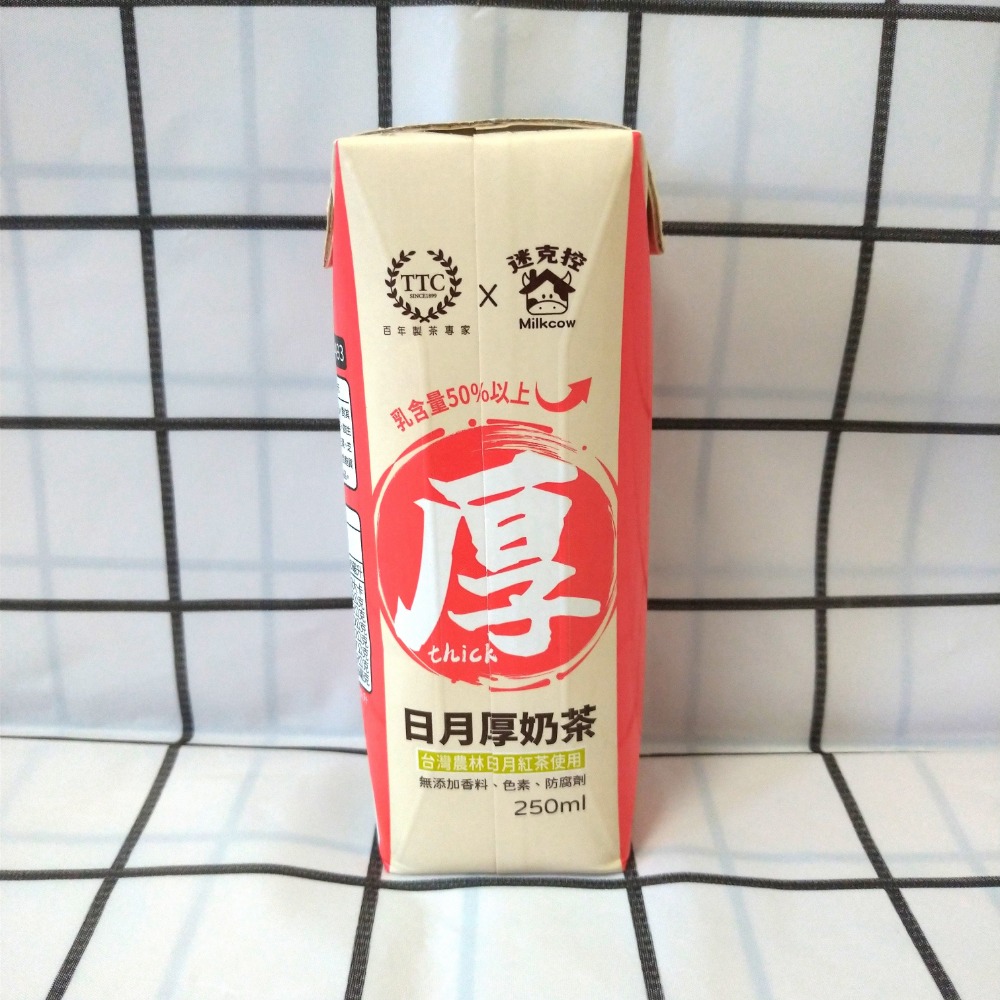 TTC
SINCE1899
百年製茶專家
X
迷克控
Milkcow
乳含量50%以上
厚
thick
日月厚奶茶
台灣農林日月紅茶使用
無添加香料、色素、防腐劑
250ml